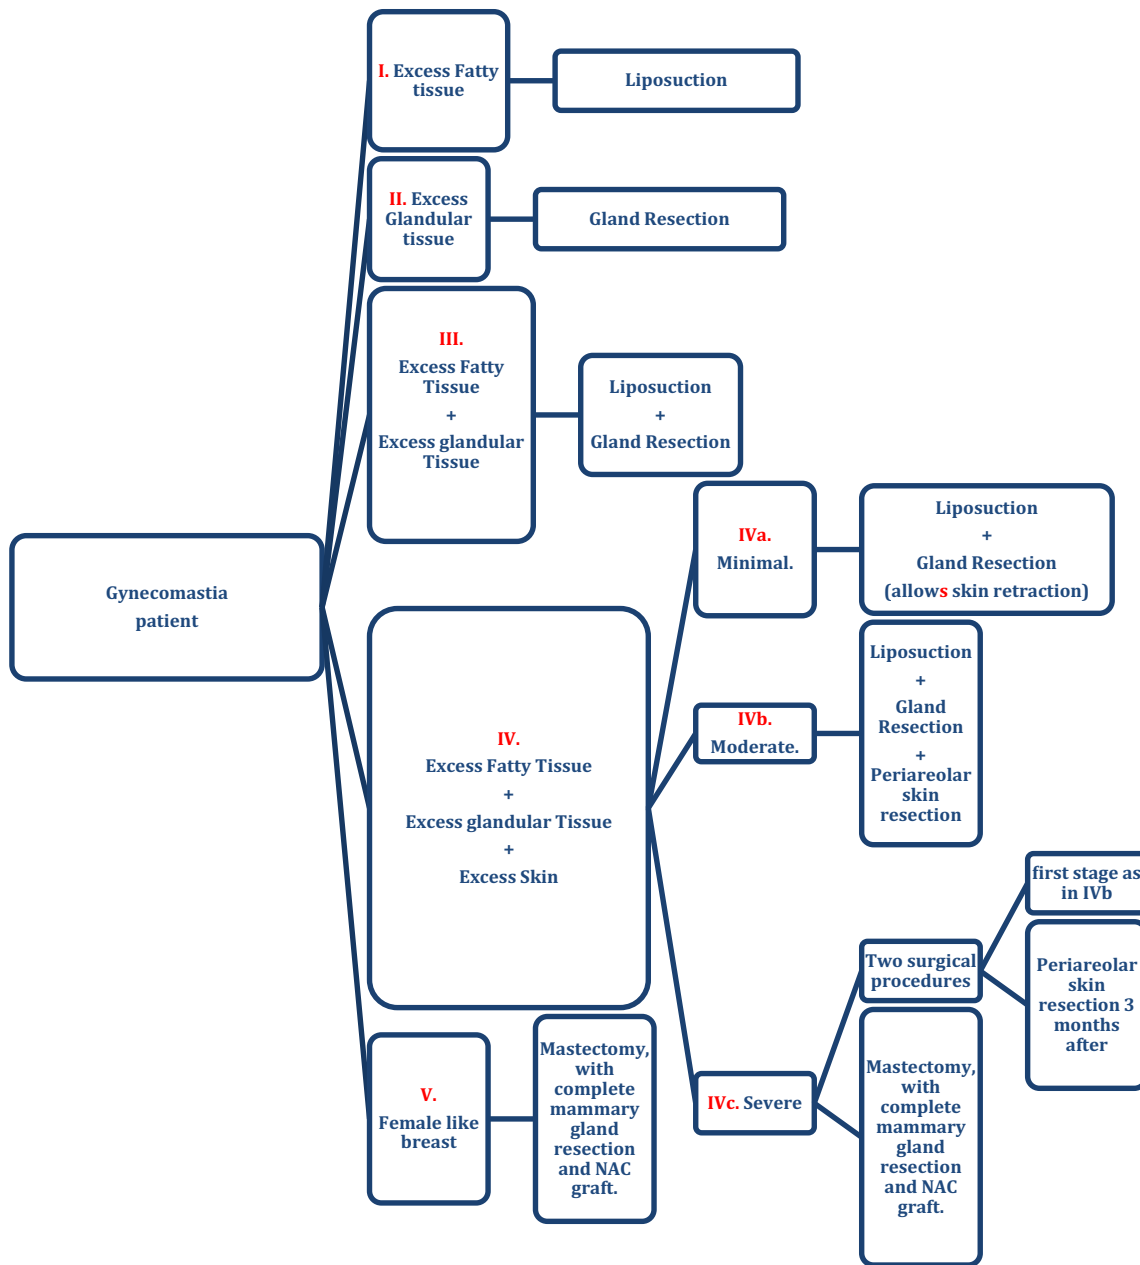 I. Excess Fatty
tissue
Liposuction
II. Excess
Glandular
tissue
Gland Resection
III.
Excess Fatty
Tissue
+
Excess glandular
Tissue
Liposuction
+
Gland Resection
Gynecomastia
patient
IV.
Excess Fatty Tissue
+
Excess glandular Tissue
+
Excess Skin
IVa.
Minimal.
Liposuction
+
Gland Resection
(allows skin retraction)
IVb.
Moderate.
Liposuction
+
Gland
Resection
+
Periareolar
skin
resection
IVc. Severe
Two surgical
procedures
first stage as
in IVb
Periareolar
skin
resection 3
months
after
Mastectomy,
with
complete
mammary
gland
resection
and NAC
graft.
V.
Female like
breast
Mastectomy,
with
complete
mammary
gland
resection
and NAC
graft.